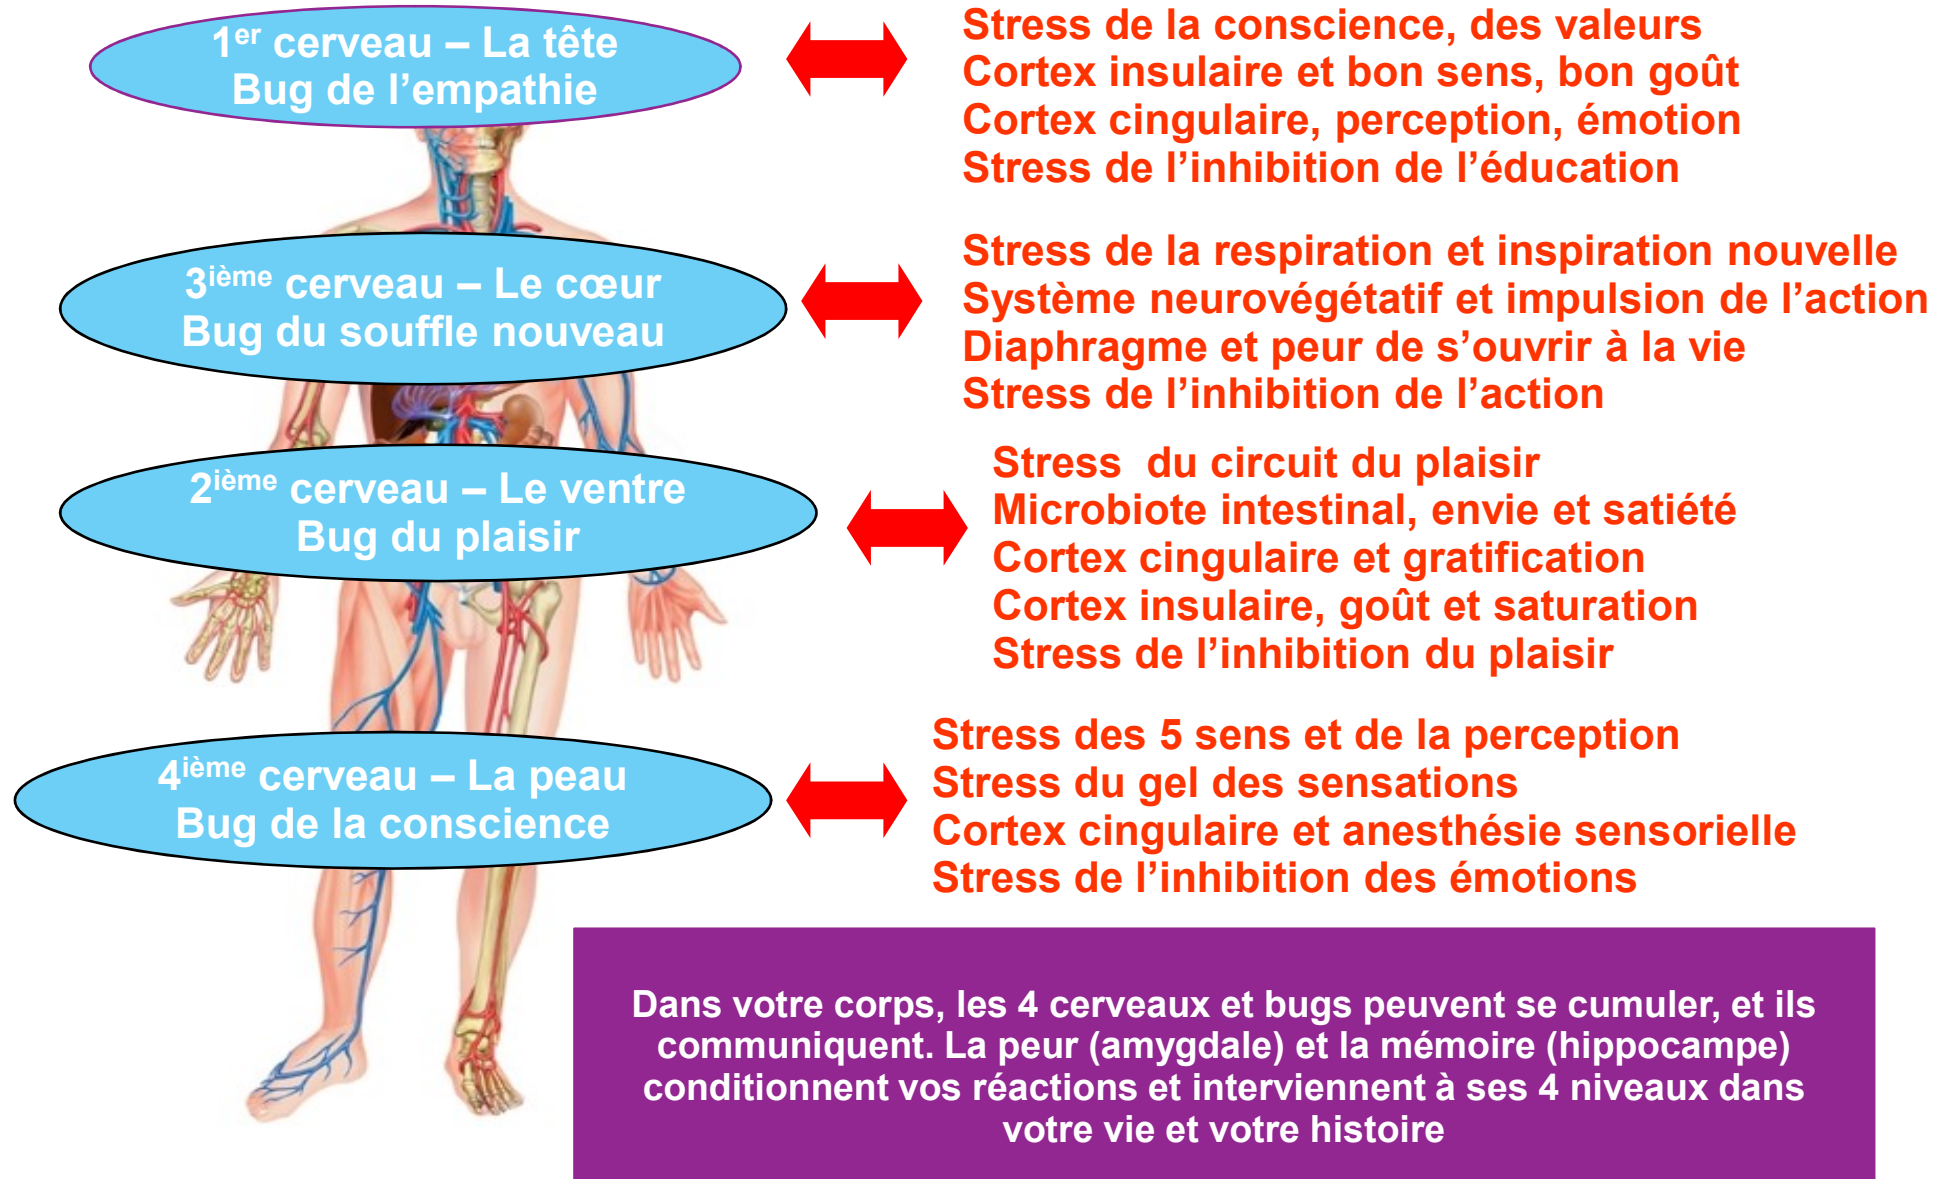 1er cerveau – La tête
Bug de l’empathie
Stress de la conscience, des valeurs
Cortex insulaire et bon sens, bon goût
Cortex cingulaire, perception, émotion
Stress de l’inhibition de l’éducation
3ième cerveau – Le cœur
Bug du souffle nouveau
Stress de la respiration et inspiration nouvelle
Système neurovégétatif et impulsion de l’action
Diaphragme et peur de s’ouvrir à la vie
Stress de l’inhibition de l’action
2ième cerveau – Le ventre
Bug du plaisir
Stress du circuit du plaisir
Microbiote intestinal, envie et satiété
Cortex cingulaire et gratification
Cortex insulaire, goût et saturation
Stress de l’inhibition du plaisir
4ième cerveau – La peau
Bug de la conscience
Stress des 5 sens et de la perception
Stress du gel des sensations
Cortex cingulaire et anesthésie sensorielle
Stress de l’inhibition des émotions
Dans votre corps, les 4 cerveaux et bugs peuvent se cumuler, et ils
communiquent. La peur (amygdale) et la mémoire (hippocampe)
conditionnent vos réactions et interviennent à ses 4 niveaux dans
votre vie et votre histoire